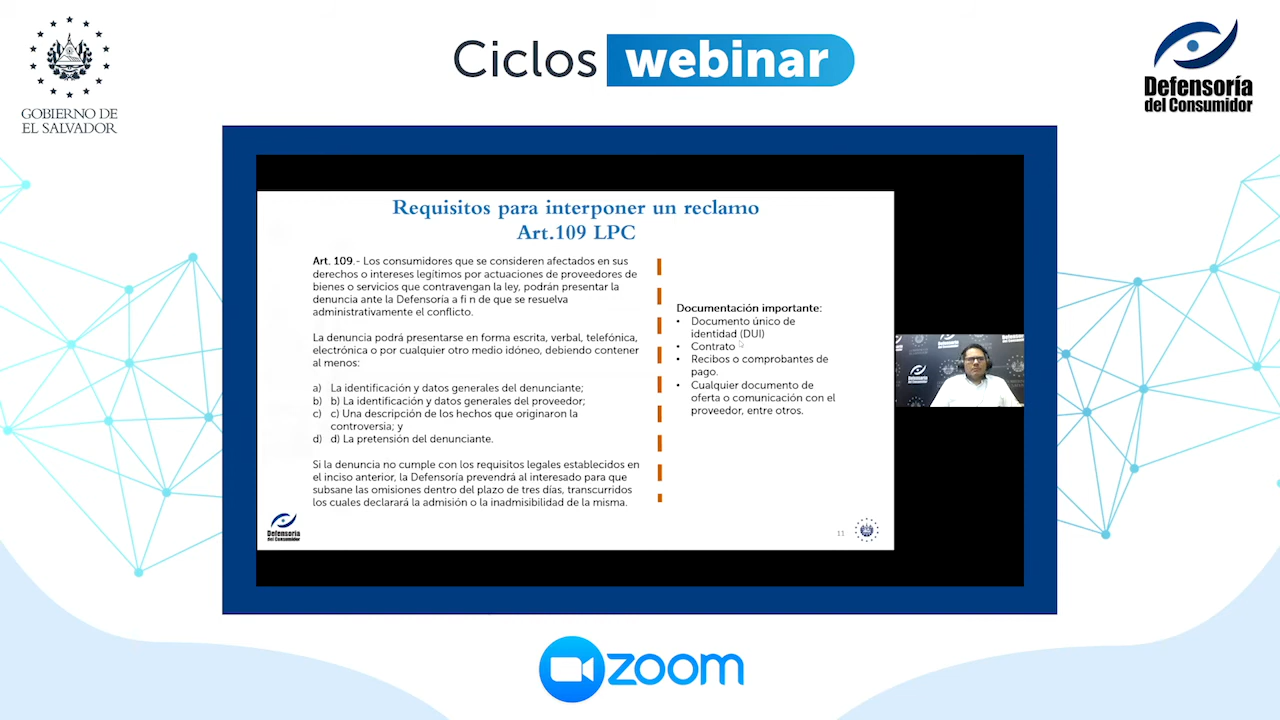 GOBIERNO DE
EL SALVADOR
Ciclos webinar
Defensoría
del Consumidor
Requisitos para interponer un reclamo
Art.109 LPC
Art. 109.- Los consumidores que se consideren afectados en sus
derechos o intereses legítimos por actuaciones de proveedores de
bienes o servicios que contravengan la ley, podrán presentar la
denuncia ante la Defensoría a fi n de que se resuelva
administrativamente el conflicto.
La denuncia podrá presentarse en forma escrita, verbal, telefónica,
electrónica o por cualquier otro medio idóneo, debiendo contener
al menos:
a) La identificación y datos generales del denunciante;
b) b) La identificación y datos generales del proveedor;
c) c) Una descripción de los hechos que originaron la
controversia; y
d) d) La pretensión del denunciante.
Si la denuncia no cumple con los requisitos legales establecidos en
el inciso anterior, la Defensoría prevendrá al interesado para que
subsane las omisiones dentro del plazo de tres días, transcurridos
los cuales declarará la admisión o la inadmisibilidad de la misma.
Documentación importante:
• Documento único de
identidad (DUI)
• Contrato
• Recibos o comprobantes de
pago.
• Cualquier documento de
oferta o comunicación con el
proveedor, entre otros.
Defensoría
del Consumidor
11
zoom